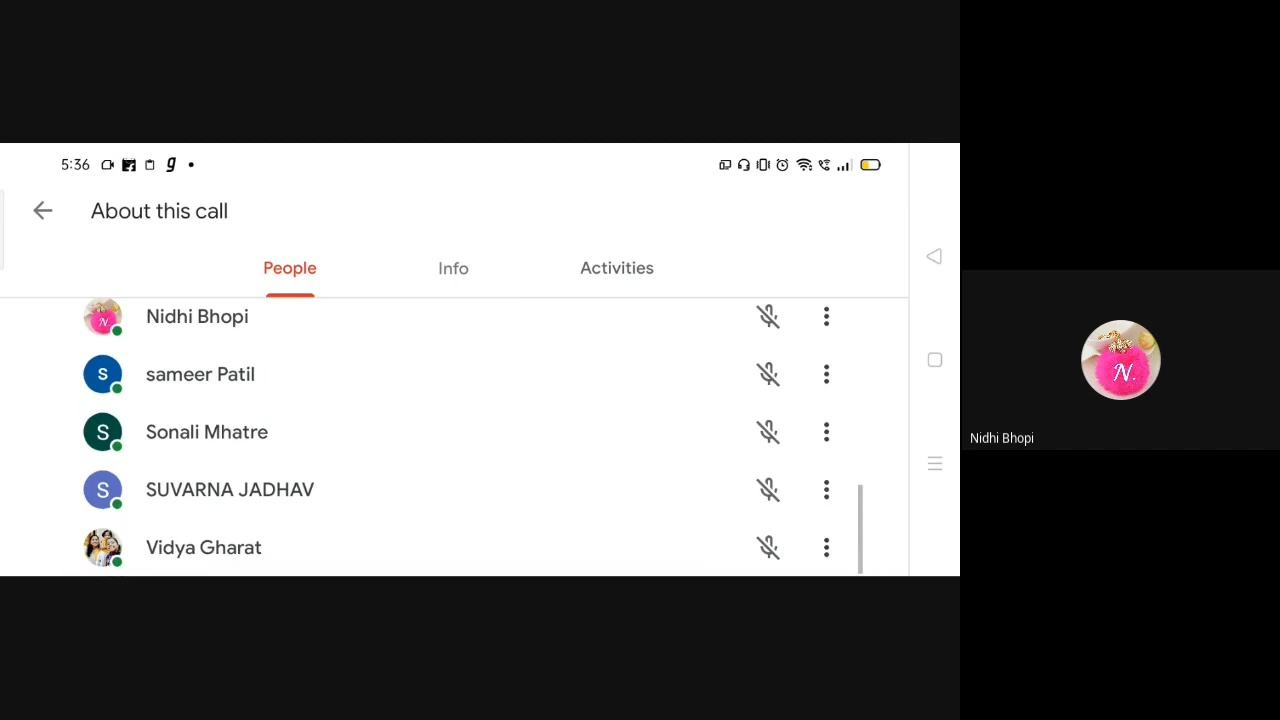 5:36 g
About this call
People Info Activities
N. Nidhi Bhopi
S sameer Patil
S Sonali Mhatre
S SUVARNA JADHAV
Vidya Gharat
N.
Nidhi Bhopi